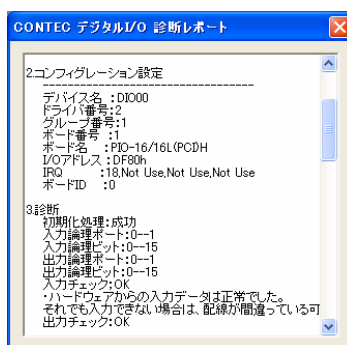 CONTEC デジタルI/O 診断レポート
2.コンフィグレーション設定
-----------------------------------
デバイス名 :DIO00
ドライバ番号:2
グループ番号:1
ボード番号 :1
ボード名 :PIO-16/16L(PCI)H
I/Oアドレス :DF80h
IRQ :18,Not Use,Not Use,Not Use
ボードID :0
3.診断
初期化処理:成功
入力論理ポート:0--1
入力論理ビット:0--15
出力論理ポート:0--1
出力論理ビット:0--15
入力チェック:OK
・ハードウェアからの入力データは正常でした。
それでも入力できない場合は、配線が間違っている可
出力チェック:OK